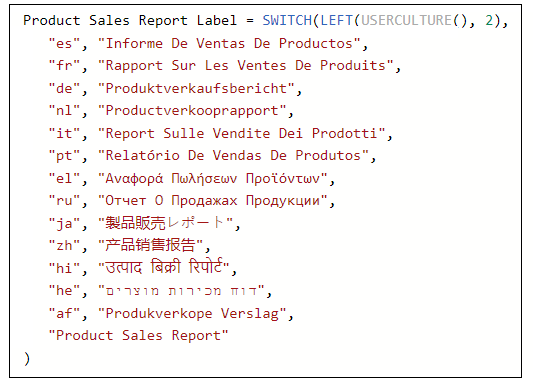 Product Sales Report Label = SWITCH(LEFT(USERCULTURE(), 2),
"es", "Informe De Ventas De Productos",
"fr", "Rapport Sur Les Ventes De Produits",
"de", "Produktverkaufsbericht",
"nl", "Productverkooprapport",
"it", "Report Sulle Vendite Dei Prodotti",
"pt", "Relatório De Vendas De Produtos",
"el", "Αναφορά Πωλήσεων Προϊόντων",
"ru", "Отчет О Продажах Продукции",
"ja", "製品販売レポート",
"zh", "产品销售报告",
"hi", "उत्पाद बिक्री रिपोर्ट",
"he", "דוח מכירות מוצרים",
"af", "Produkverkope Verslag",
"Product Sales Report"
)